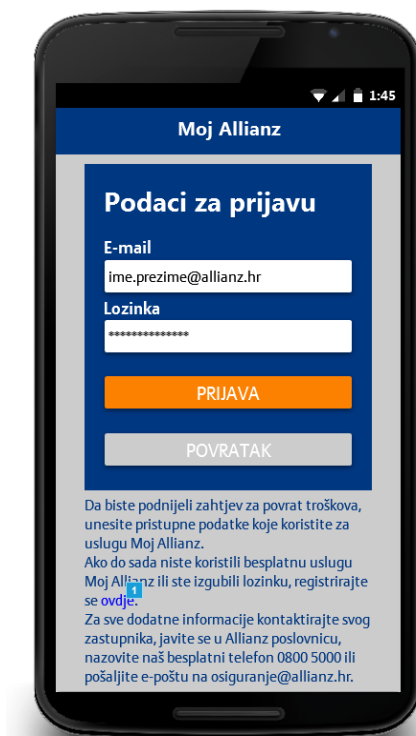 1:45
Moj Allianz
Podaci za prijavu
E-mail
ime.prezime@allianz.hr
Lozinka
**************
PRIJAVA
POVRATAK
Da biste podnijeli zahtjev za povrat troškova,
unesite pristupne podatke koje koristite za
uslugu Moj Allianz.
Ako do sada niste koristili besplatnu uslugu
Moj Allianz ili ste izgubili lozinku, registrirajte
se ovdje.
1
Za sve dodatne informacije kontaktirajte svog
zastupnika, javite se u Allianz poslovnicu,
nazovite naš besplatni telefon 0800 5000 ili
pošaljite e-poštu na osiguranje@allianz.hr.